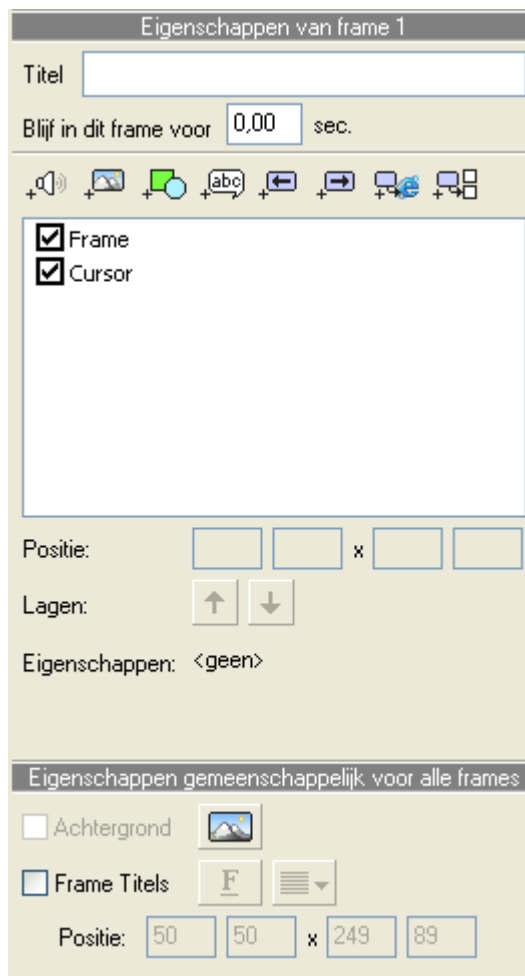 Eigenschappen van frame 1
Titel
Blijf in dit frame voor 0,00 sec.
abc
Frame
Cursor
Positie: x
Lagen:
Eigenschappen: <geen>
Eigenschappen gemeenschappelijk voor alle frames
Achtergrond
Frame Titels F
Positie: 50 50 x 249 89